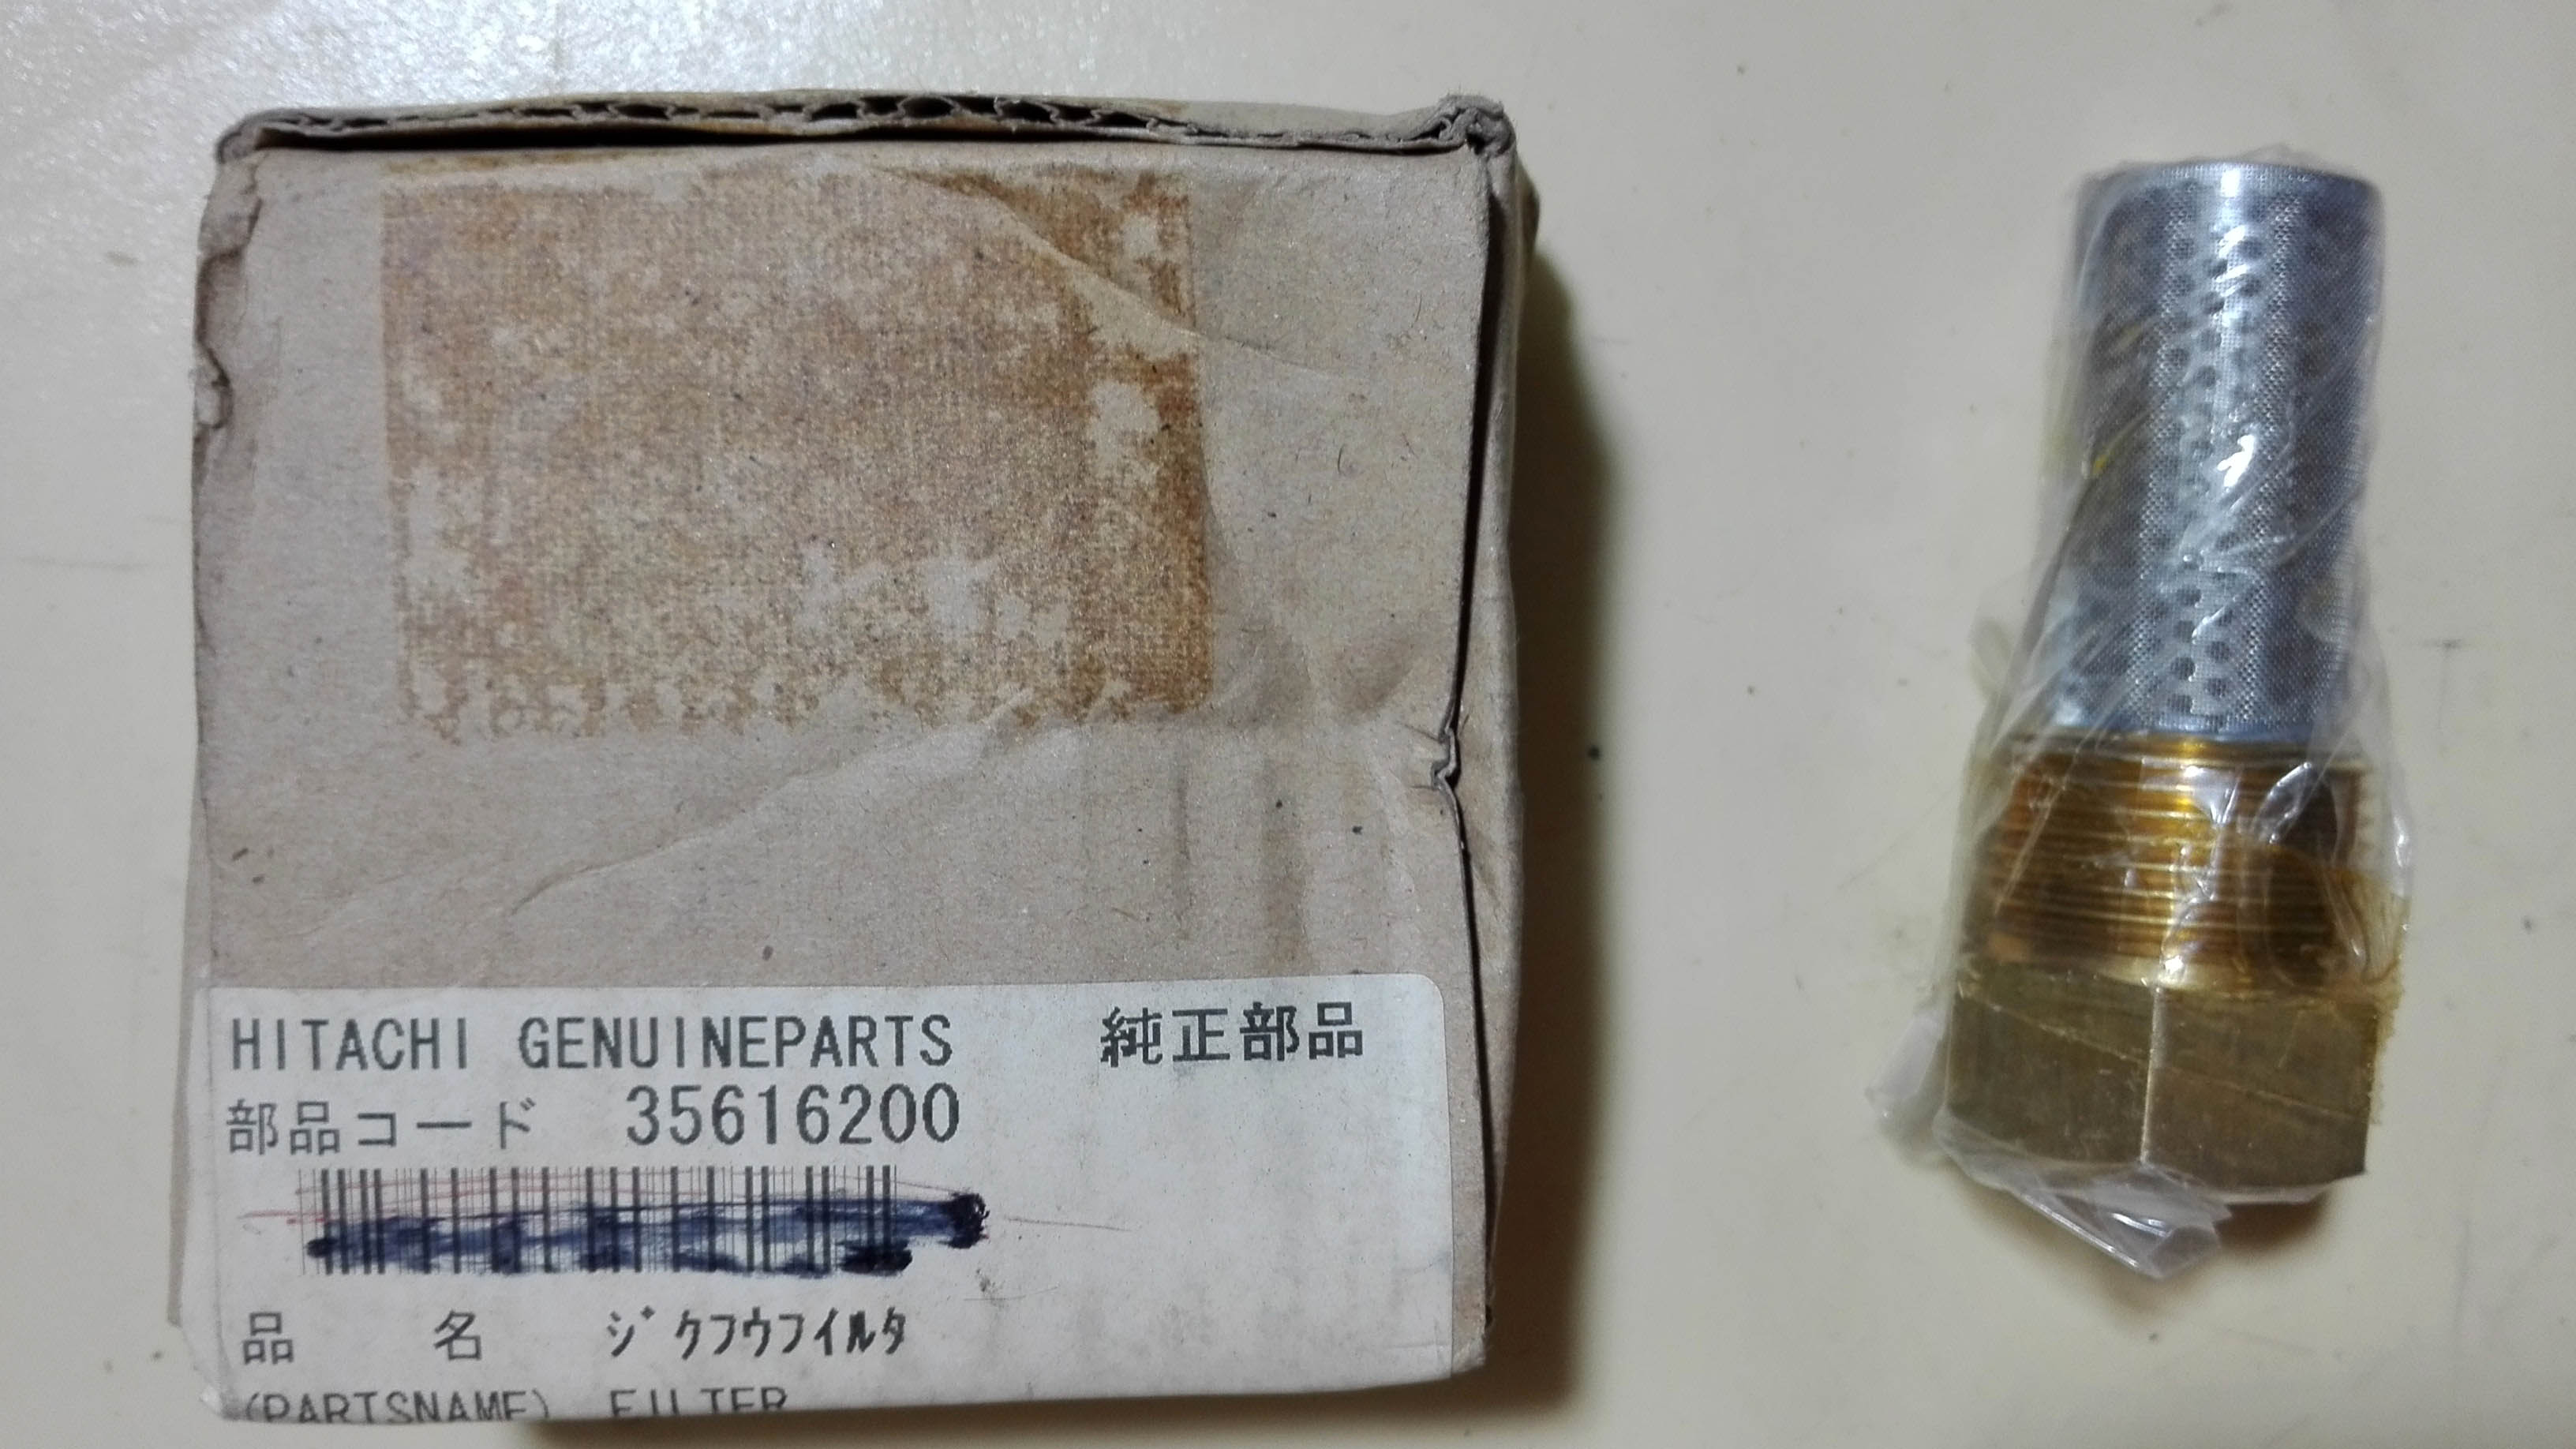 HITACHI GENUINEPARTS 純正部品
部品コード 35616200
品名 ジクフウフィルタ
(PARTSNAME) FILTER